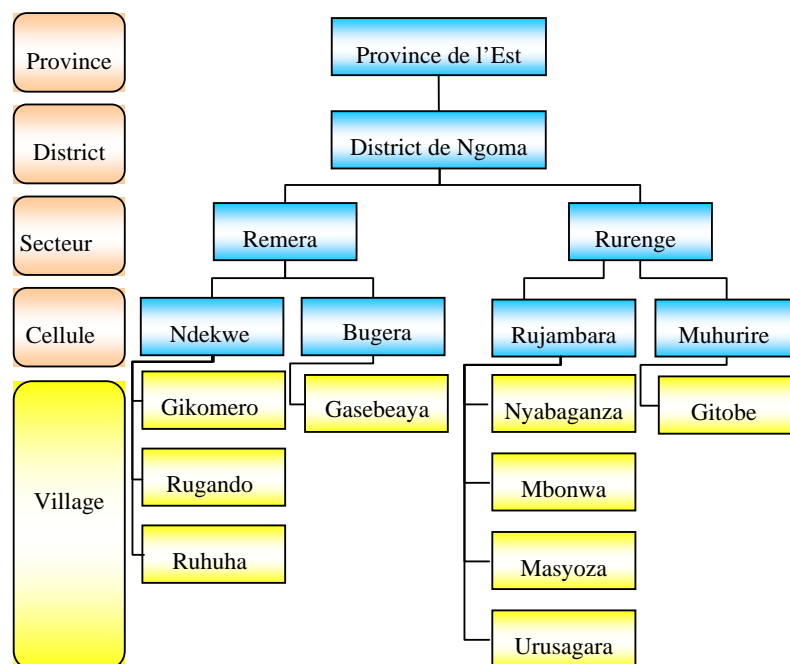 Province
Province de l’Est
District
District de Ngoma
Secteur
Remera
Rurenge
Cellule
Ndekwe
Bugera
Rujambara
Muhurire
Village
Gikomero
Gasebeaya
Nyabaganza
Gitobe
Rugando
Mbonwa
Ruhuha
Masyoza
Urusagara